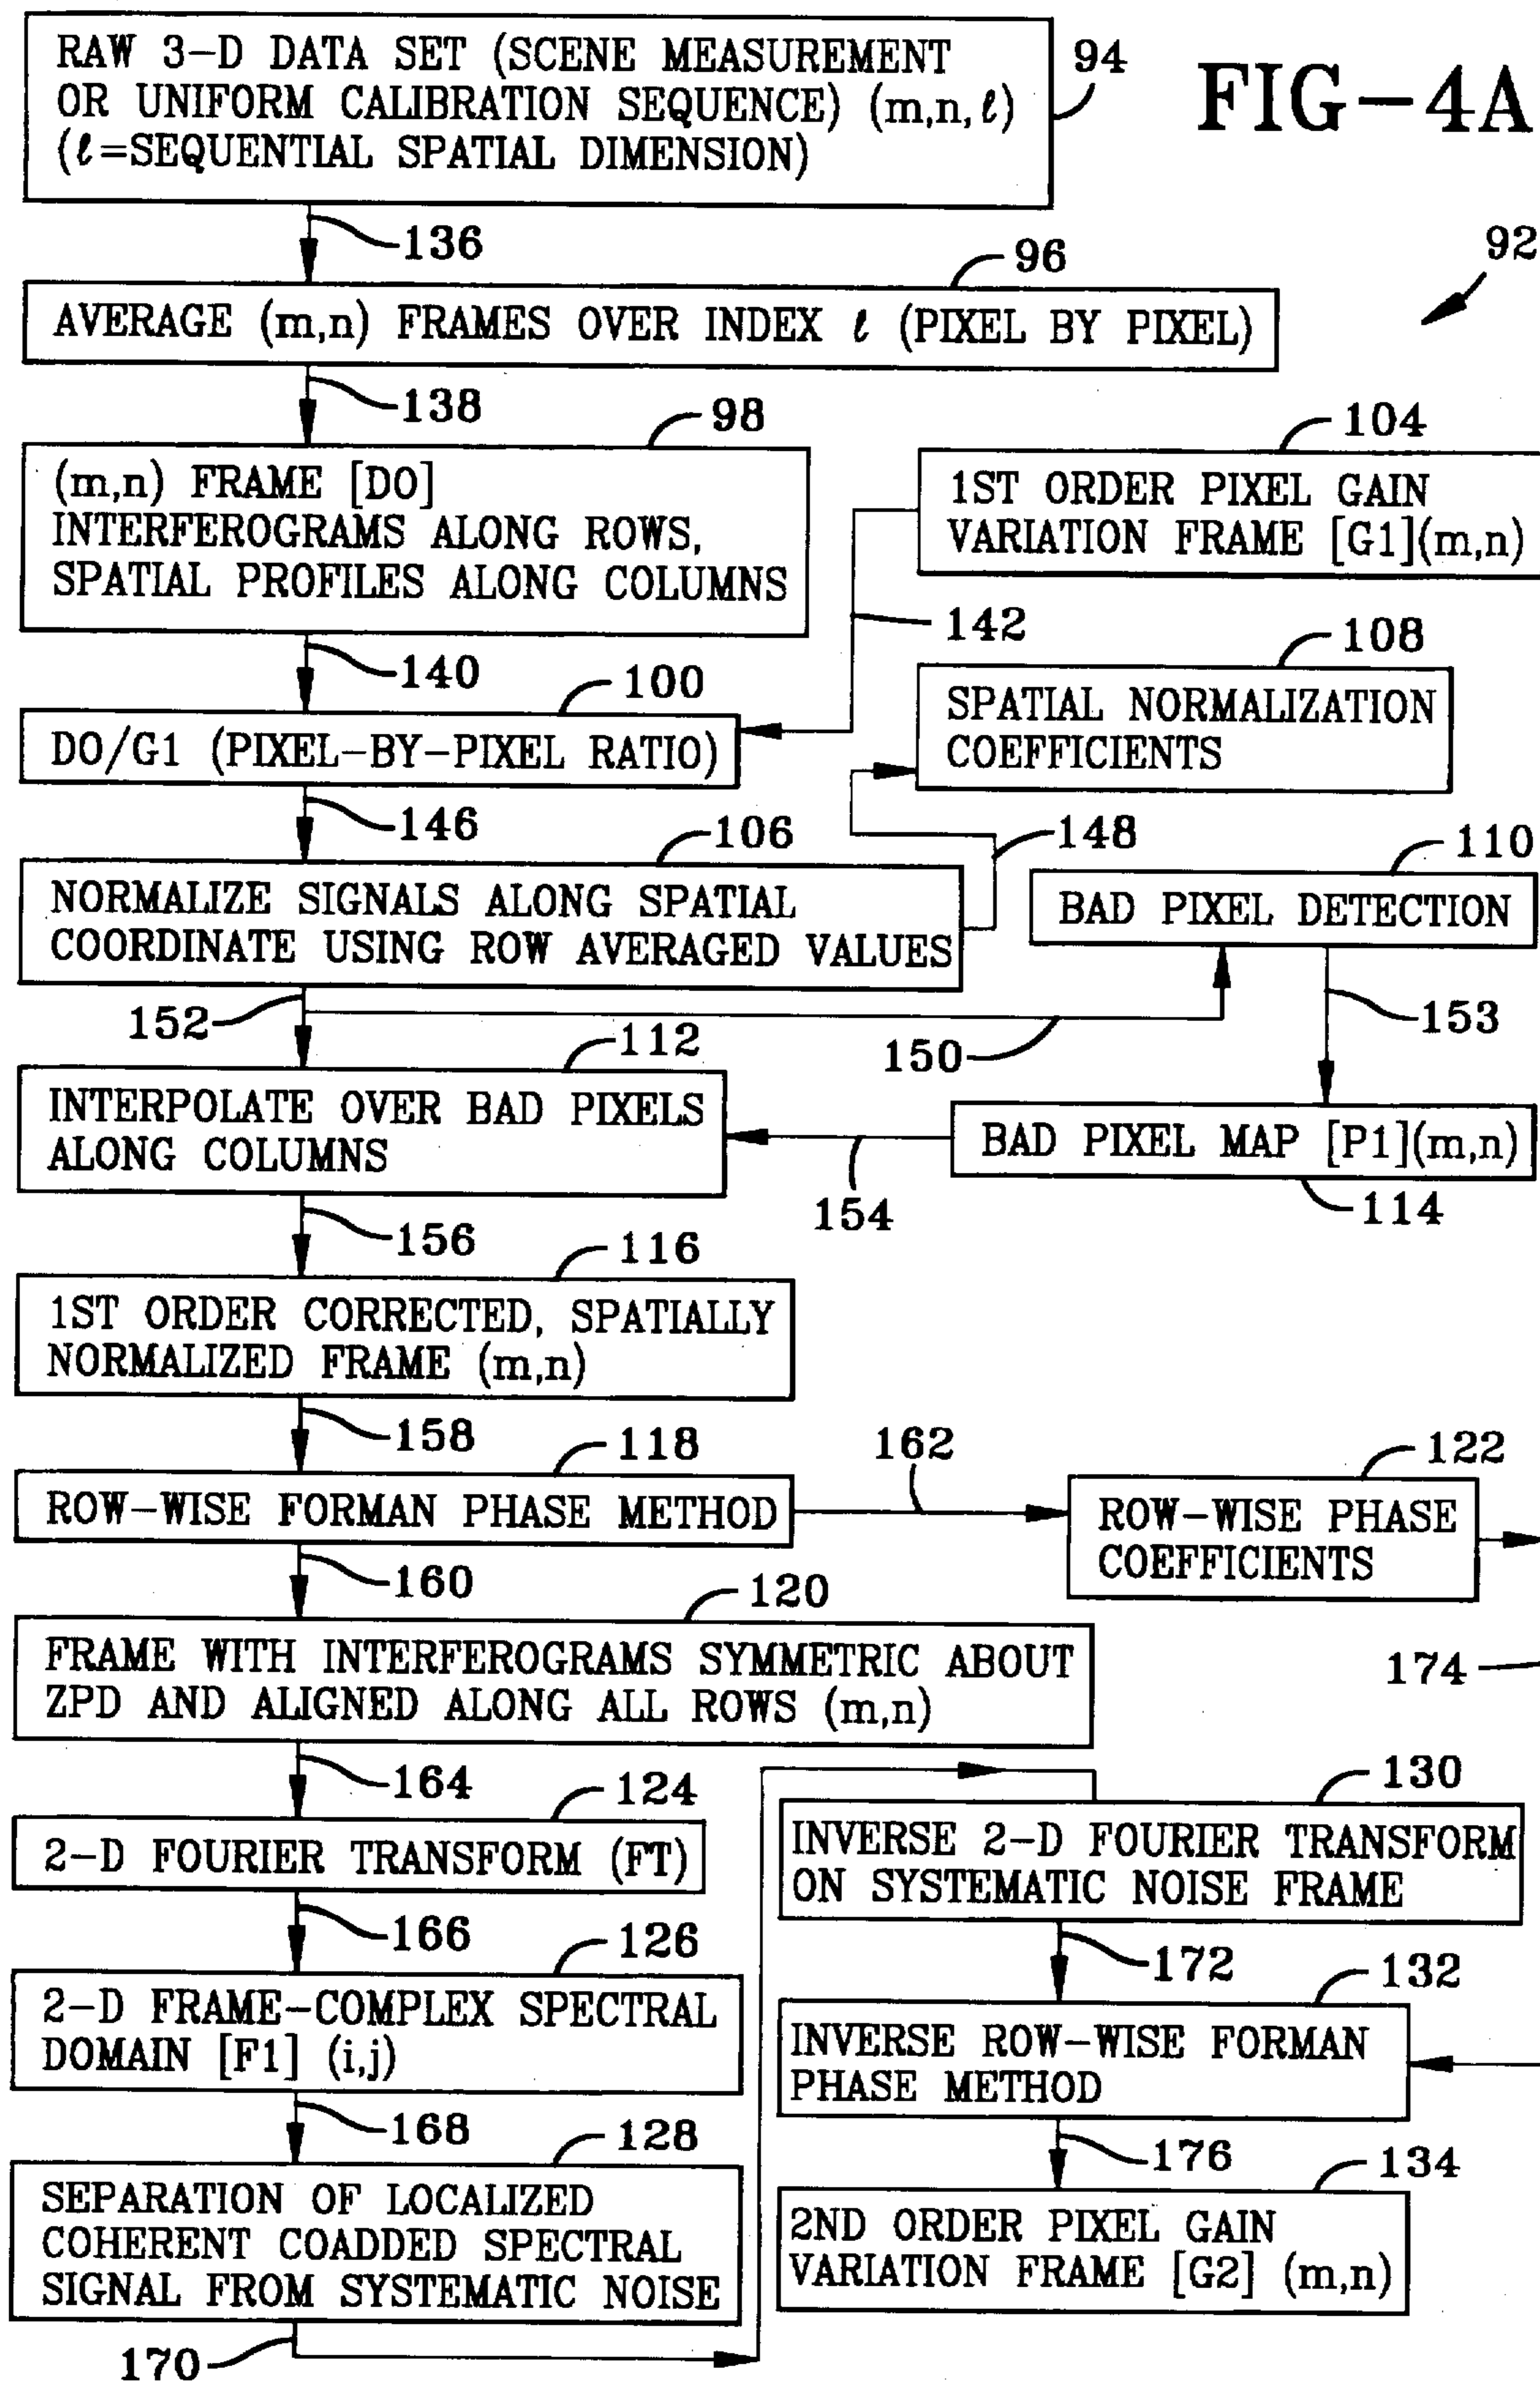 RAW 3-D DATA SET (SCENE MEASUREMENT
OR UNIFORM CALIBRATION SEQUENCE) (m,n,ℓ)
(ℓ=SEQUENTIAL SPATIAL DIMENSION)
94
FIG-4A
136
92
96
AVERAGE (m,n) FRAMES OVER INDEX ℓ (PIXEL BY PIXEL)
138
98
(m,n) FRAME [DO]
INTERFEROGRAMS ALONG ROWS,
SPATIAL PROFILES ALONG COLUMNS
104
1ST ORDER PIXEL GAIN
VARIATION FRAME [G1](m,n)
142
140
100
DO/G1 (PIXEL-BY-PIXEL RATIO)
108
SPATIAL NORMALIZATION
COEFFICIENTS
146
106
148
NORMALIZE SIGNALS ALONG SPATIAL
COORDINATE USING ROW AVERAGED VALUES
110
BAD PIXEL DETECTION
152
150
153
112
INTERPOLATE OVER BAD PIXELS
ALONG COLUMNS
154
BAD PIXEL MAP [P1](m,n)
114
156
116
1ST ORDER CORRECTED, SPATIALLY
NORMALIZED FRAME (m,n)
158
118
ROW-WISE FORMAN PHASE METHOD
162
122
ROW-WISE PHASE
COEFFICIENTS
160
120
FRAME WITH INTERFEROGRAMS SYMMETRIC ABOUT
ZPD AND ALIGNED ALONG ALL ROWS (m,n)
174
164
124
2-D FOURIER TRANSFORM (FT)
130
INVERSE 2-D FOURIER TRANSFORM
ON SYSTEMATIC NOISE FRAME
166
126
2-D FRAME-COMPLEX SPECTRAL
DOMAIN [F1] (i,j)
172
132
INVERSE ROW-WISE FORMAN
PHASE METHOD
168
128
SEPARATION OF LOCALIZED
COHERENT COADDED SPECTRAL
SIGNAL FROM SYSTEMATIC NOISE
176
134
2ND ORDER PIXEL GAIN
VARIATION FRAME [G2] (m,n)
170